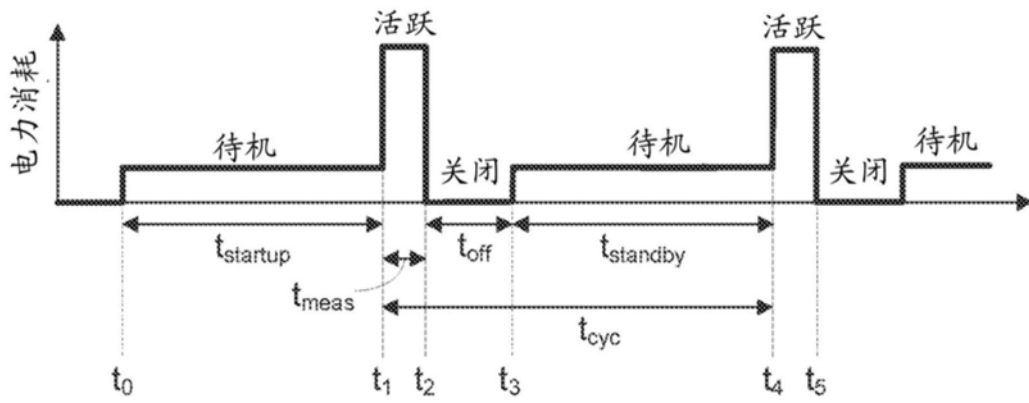 活跃
活跃
电力消耗
待机
关闭
待机
关闭
待机
tstartup
toff
tstandby
tmeas
tcyc
t0
t1
t2
t3
t4
t5